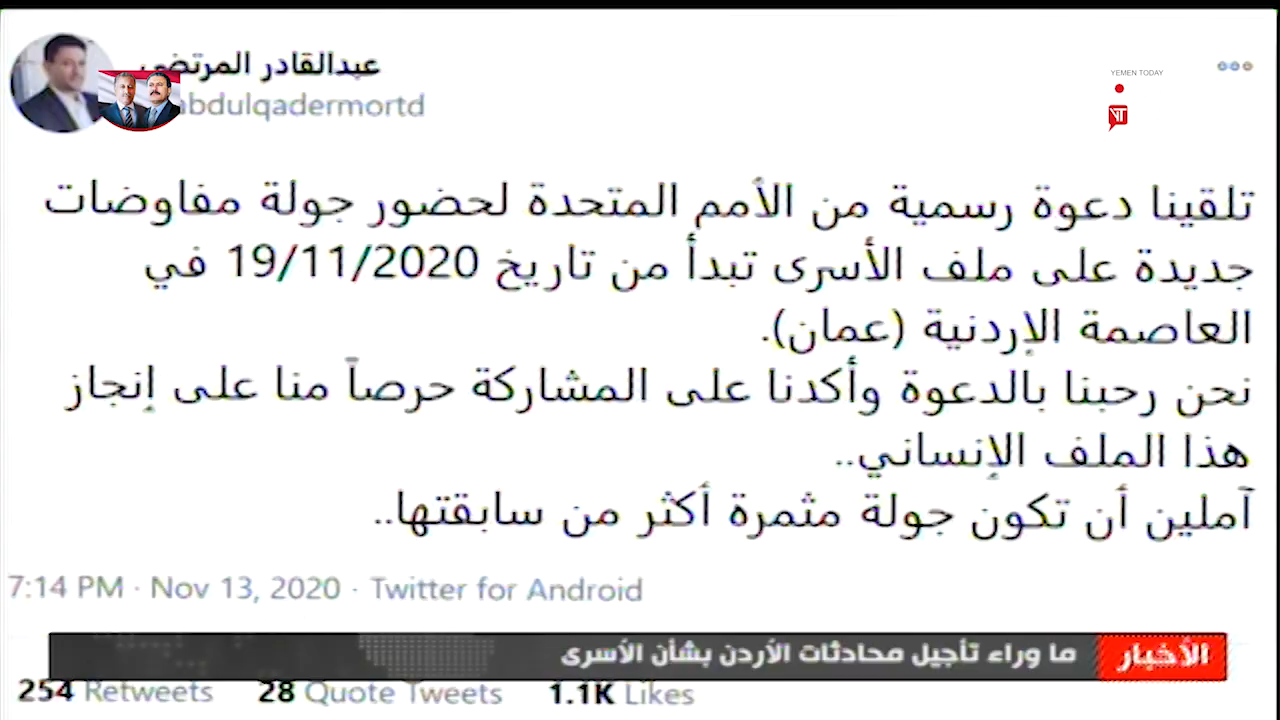 عبدالقادر المرتضى
abdulqadermortd
YEMEN TODAY
YT
تلقينا دعوة رسمية من الأمم المتحدة لحضور جولة مفاوضات
جديدة على ملف الأسرى تبدأ من تاريخ 19/11/2020 في
العاصمة الإردنية (عمان).
نحن رحبنا بالدعوة وأكدنا على المشاركة حرصاً منا على إنجاز
هذا الملف الإنساني..
آملين أن تكون جولة مثمرة أكثر من سابقتها..
7:14 PM · Nov 13, 2020 · Twitter for Android
الأخبار
ما وراء تأجيل محادثات الأردن بشأن الأسرى
254 Retweets 28 Quote Tweets 1.1K Likes